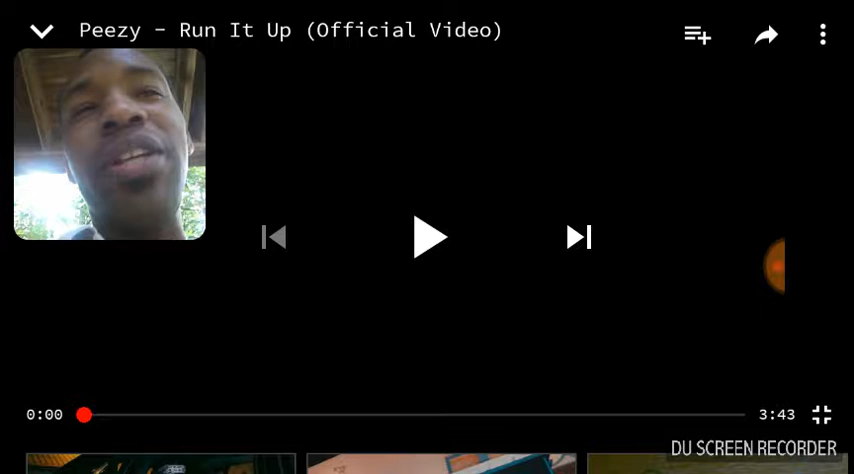 Peezy - Run It Up (Official Video)
0:00
3:43
DU SCREEN RECORDER